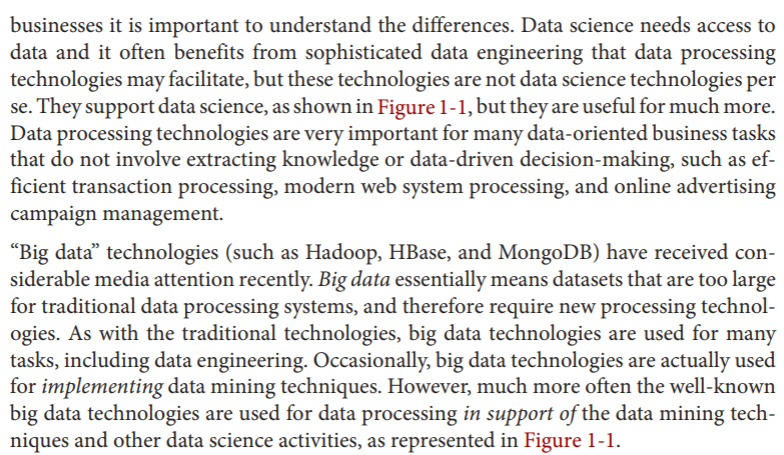 businesses it is important to understand the differences. Data science needs access to
data and it often benefits from sophisticated data engineering that data processing
technologies may facilitate, but these technologies are not data science technologies per
se. They support data science, as shown in Figure 1-1, but they are useful for much more.
Data processing technologies are very important for many data-oriented business tasks
that do not involve extracting knowledge or data-driven decision-making, such as ef-
ficient transaction processing, modern web system processing, and online advertising
campaign management.
“Big data” technologies (such as Hadoop, HBase, and MongoDB) have received con-
siderable media attention recently. Big data essentially means datasets that are too large
for traditional data processing systems, and therefore require new processing technol-
ogies. As with the traditional technologies, big data technologies are used for many
tasks, including data engineering. Occasionally, big data technologies are actually used
for implementing data mining techniques. However, much more often the well-known
big data technologies are used for data processing in support of the data mining tech-
niques and other data science activities, as represented in Figure 1-1.